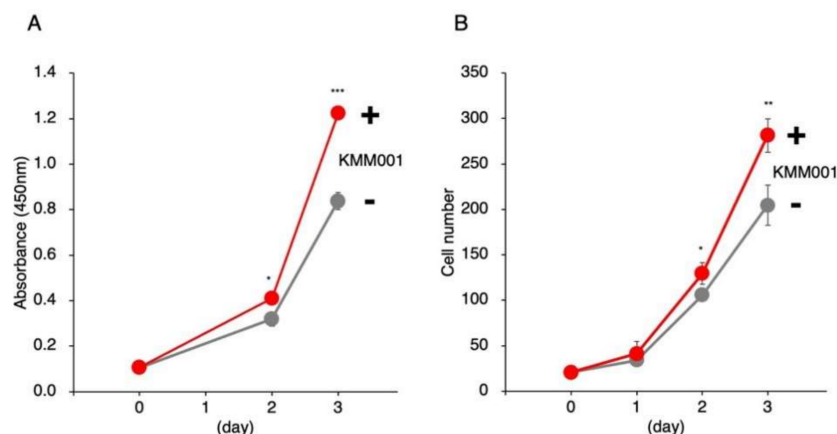 A
1.4
1.2
1.0
0.8
0.6
0.4
0.2
0.0
Absorbance (450nm)
0 1 2 3
(day)
*
***
+
KMM001
-
B
350
300
250
200
150
100
50
0
Cell number
0 1 2 3
(day)
*
**
+
KMM001
-